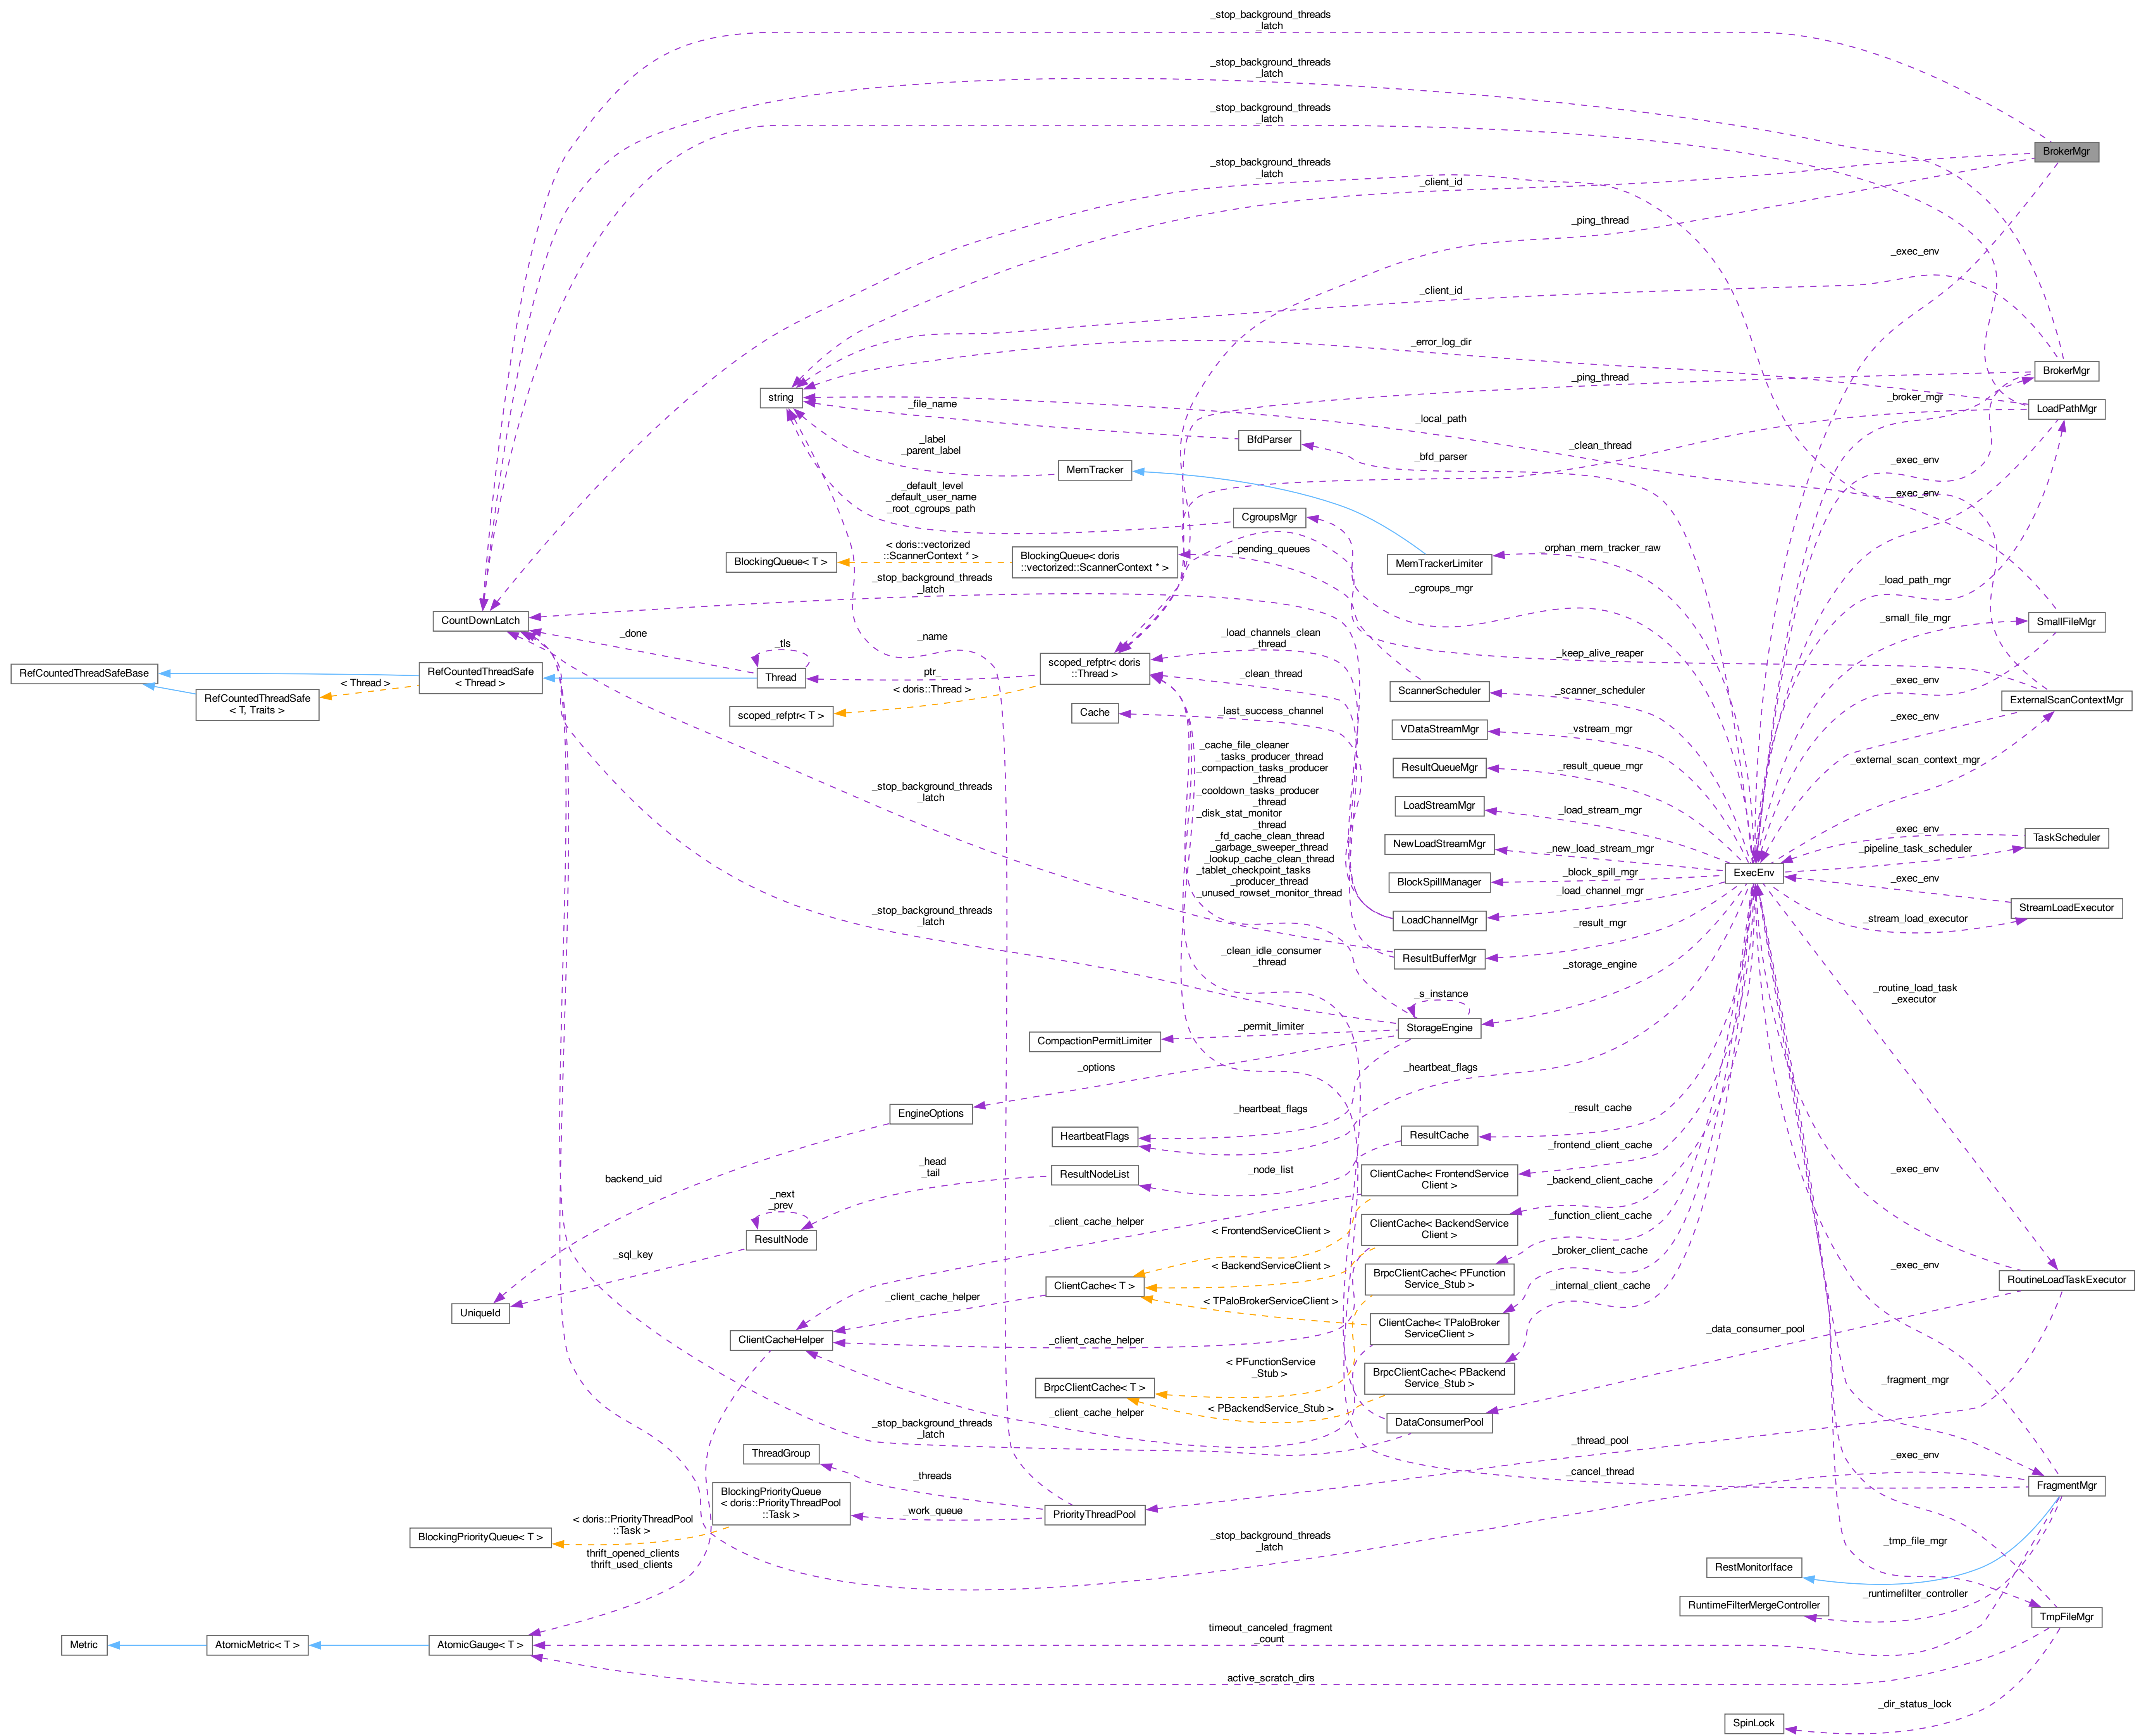 _stop_background_threads
_latch
_stop_background_threads
_latch
_stop_background_threads
_latch
BrokerMgr
_stop_background_threads
_latch
_client_id
_ping_thread
_exec_env
_client_id
_error_log_dir
BrokerMgr
_ping_thread
string
_file_name
_broker_mgr
LoadPathMgr
_local_path
BfdParser
_label
_parent_label
_clean_thread
_bfd_parser
MemTracker
_exec_env
_default_level
_default_user_name
_root_cgroups_path
_exec_env
CgroupsMgr
_pending_queues
_orphan_mem_tracker_raw
BlockingQueue< T >
< doris::vectorized
::ScannerContext * >
BlockingQueue< doris
::vectorized::ScannerContext * >
MemTrackerLimiter
_stop_background_threads
_latch
_cgroups_mgr
_load_path_mgr
CountDownLatch
_done
_name
_load_channels_clean
_thread
_small_file_mgr
SmallFileMgr
_tls
_keep_alive_reaper
RefCountedThreadSafeBase
RefCountedThreadSafe
< Thread >
Thread
ptr_
scoped_refptr< doris
::Thread >
_clean_thread
_exec_env
< Thread >
< doris::Thread >
ScannerScheduler
_scanner_scheduler
ExternalScanContextMgr
RefCountedThreadSafe
< T, Traits >
scoped_refptr< T >
Cache
_last_success_channel
_exec_env
VDataStreamMgr
_vstream_mgr
_cache_file_cleaner
_tasks_producer_thread
_compaction_tasks_producer
_thread
_cooldown_tasks_producer
_thread
_disk_stat_monitor
_thread
_fd_cache_clean_thread
_garbage_sweeper_thread
_lookup_cache_clean_thread
_tablet_checkpoint_tasks
_producer_thread
_unused_rowset_monitor_thread
_external_scan_context_mgr
ResultQueueMgr
_result_queue_mgr
_stop_background_threads
_latch
LoadStreamMgr
_load_stream_mgr
_exec_env
TaskScheduler
NewLoadStreamMgr
_new_load_stream_mgr
_pipeline_task_scheduler
ExecEnv
BlockSpillManager
_block_spill_mgr
_exec_env
_load_channel_mgr
StreamLoadExecutor
_stop_background_threads
_latch
LoadChannelMgr
_result_mgr
_stream_load_executor
_clean_idle_consumer
_thread
ResultBufferMgr
_storage_engine
_routine_load_task
_executor
_s_instance
_permit_limiter
StorageEngine
CompactionPermitLimiter
_options
_heartbeat_flags
EngineOptions
_heartbeat_flags
_result_cache
HeartbeatFlags
ResultCache
_frontend_client_cache
_head
_tail
ResultNodeList
_node_list
ClientCache< FrontendService
Client >
_exec_env
backend_uid
_backend_client_cache
_next
_prev
_client_cache_helper
< FrontendServiceClient >
ClientCache< BackendService
Client >
_function_client_cache
ResultNode
_sql_key
< BackendServiceClient >
_broker_client_cache
_exec_env
ClientCache< T >
BrpcClientCache< PFunction
Service_Stub >
_internal_client_cache
RoutineLoadTaskExecutor
UniqueId
_client_cache_helper
< TPaloBrokerServiceClient >
ClientCache< TPaloBroker
ServiceClient >
_data_consumer_pool
ClientCacheHelper
_client_cache_helper
< PFunctionService
_Stub >
BrpcClientCache< PBackend
Service_Stub >
_fragment_mgr
BrpcClientCache< T >
< PBackendService_Stub >
_client_cache_helper
DataConsumerPool
_stop_background_threads
_latch
_thread_pool
ThreadGroup
_exec_env
_threads
_cancel_thread
FragmentMgr
BlockingPriorityQueue
< doris::PriorityThreadPool
::Task >
_work_queue
PriorityThreadPool
< doris::PriorityThreadPool
::Task >
BlockingPriorityQueue< T >
_stop_background_threads
_latch
_tmp_file_mgr
thrift_opened_clients
thrift_used_clients
RestMonitorIface
_runtimefilter_controller
RuntimeFilterMergeController
TmpFileMgr
timeout_canceled_fragment
_count
Metric
AtomicMetric< T >
AtomicGauge< T >
active_scratch_dirs
_dir_status_lock
SpinLock